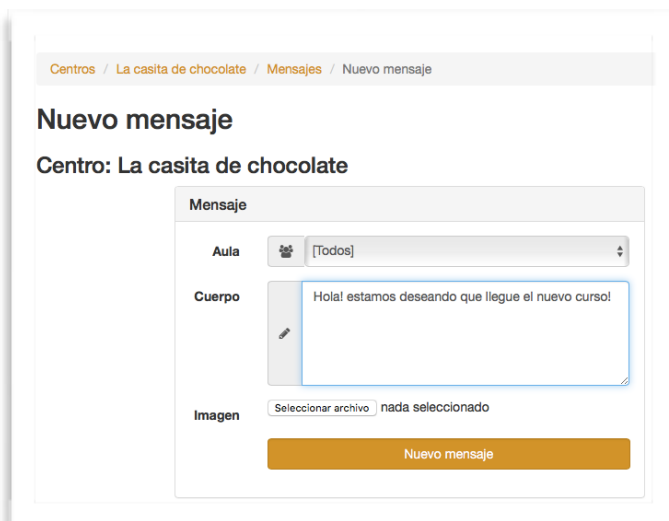 Centros / La casita de chocolate / Mensajes / Nuevo mensaje
Nuevo mensaje
Centro: La casita de chocolate
Mensaje
Aula [Todos]
Cuerpo Hola! estamos deseando que llegue el nuevo curso!
Imagen Seleccionar archivo nada seleccionado
Nuevo mensaje